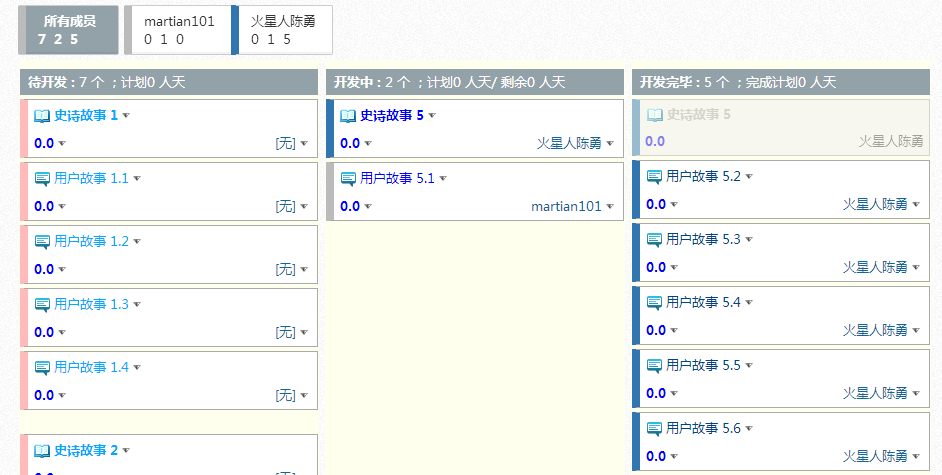 所有成员
7 2 5
martian101
0 1 0
火星人陈勇
0 1 5
待开发：7 个 ；计划0 人天
史诗故事 1
0.0 [无]
用户故事 1.1
0.0 [无]
用户故事 1.2
0.0 [无]
用户故事 1.3
0.0 [无]
用户故事 1.4
0.0 [无]
史诗故事 2
开发中：2 个 ；计划0 人天/ 剩余0 人天
史诗故事 5
0.0 火星人陈勇
用户故事 5.1
0.0 martian101
开发完毕：5 个 ；完成计划0 人天
史诗故事 5
0.0 火星人陈勇
用户故事 5.2
0.0 火星人陈勇
用户故事 5.3
0.0 火星人陈勇
用户故事 5.4
0.0 火星人陈勇
用户故事 5.5
0.0 火星人陈勇
用户故事 5.6
0.0 火星人陈勇